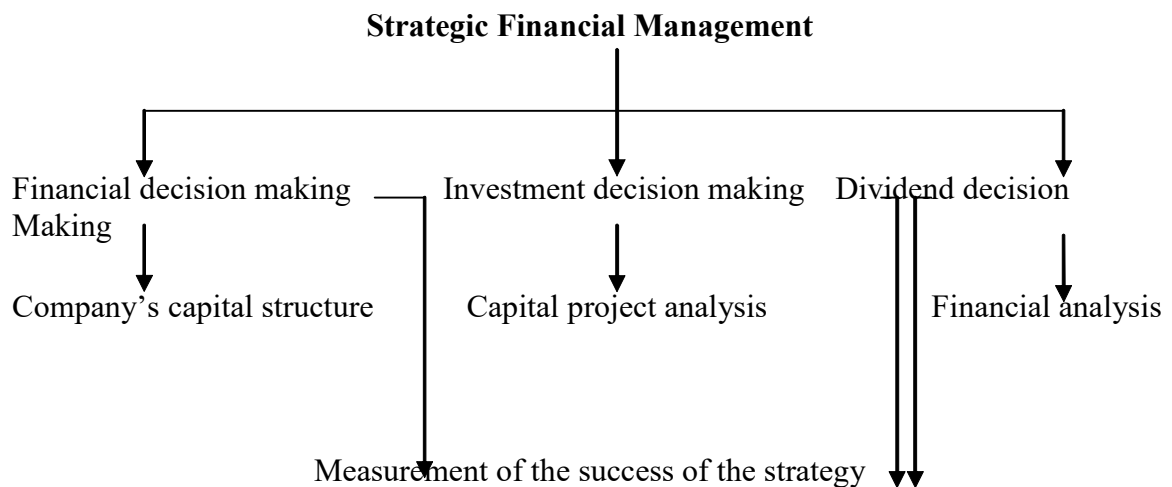 Strategic Financial Management
Financial decision making Investment decision making Dividend decision
Making
Company’s capital structure Capital project analysis Financial analysis
Measurement of the success of the strategy